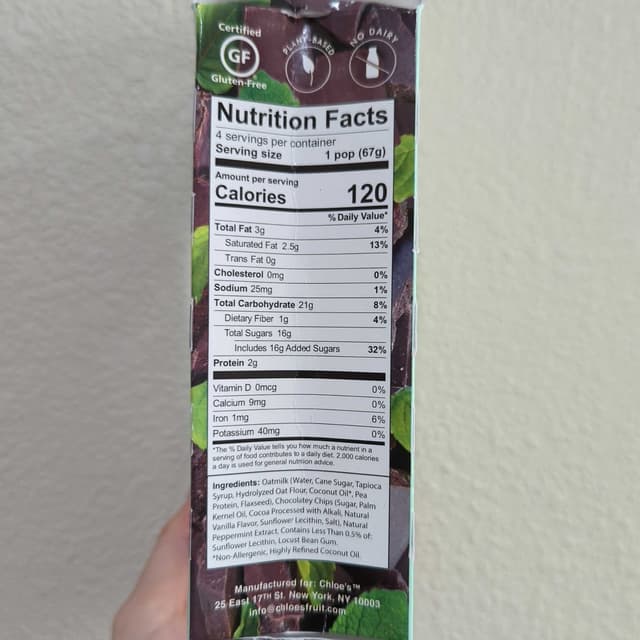 Certified
GF
Gluten-Free
PLANT-BASED
NO DAIRY
Nutrition Facts
4 servings per container
Serving size 1 pop (67g)
Amount per serving
Calories 120
% Daily Value*
Total Fat 3g 4%
Saturated Fat 2.5g 13%
Trans Fat 0g
Cholesterol 0mg 0%
Sodium 25mg 1%
Total Carbohydrate 21g 8%
Dietary Fiber 1g 4%
Total Sugars 16g
Includes 16g Added Sugars 32%
Protein 2g
Vitamin D 0mcg 0%
Calcium 9mg 0%
Iron 1mg 6%
Potassium 40mg 0%
*The % Daily Value tells you how much a nutrient in a
serving of food contributes to a daily diet. 2,000 calories
a day is used for general nutrition advice.
Ingredients: Oatmilk (Water, Cane Sugar, Tapioca
Syrup, Hydrolyzed Oat Flour, Coconut Oil*, Pea
Protein, Flaxseed), Chocolatey Chips (Sugar, Palm
Kernel Oil, Cocoa Processed with Alkali, Natural
Vanilla Flavor, Sunflower Lecithin, Salt), Natural
Peppermint Extract, Contains Less Than 0.5% of:
Sunflower Lecithin, Locust Bean Gum.
*Non-Allergenic, Highly Refined Coconut Oil.
Manufactured for: Chloe's™
25 East 17TH St. New York, NY 10003
info@chloesfruit.com